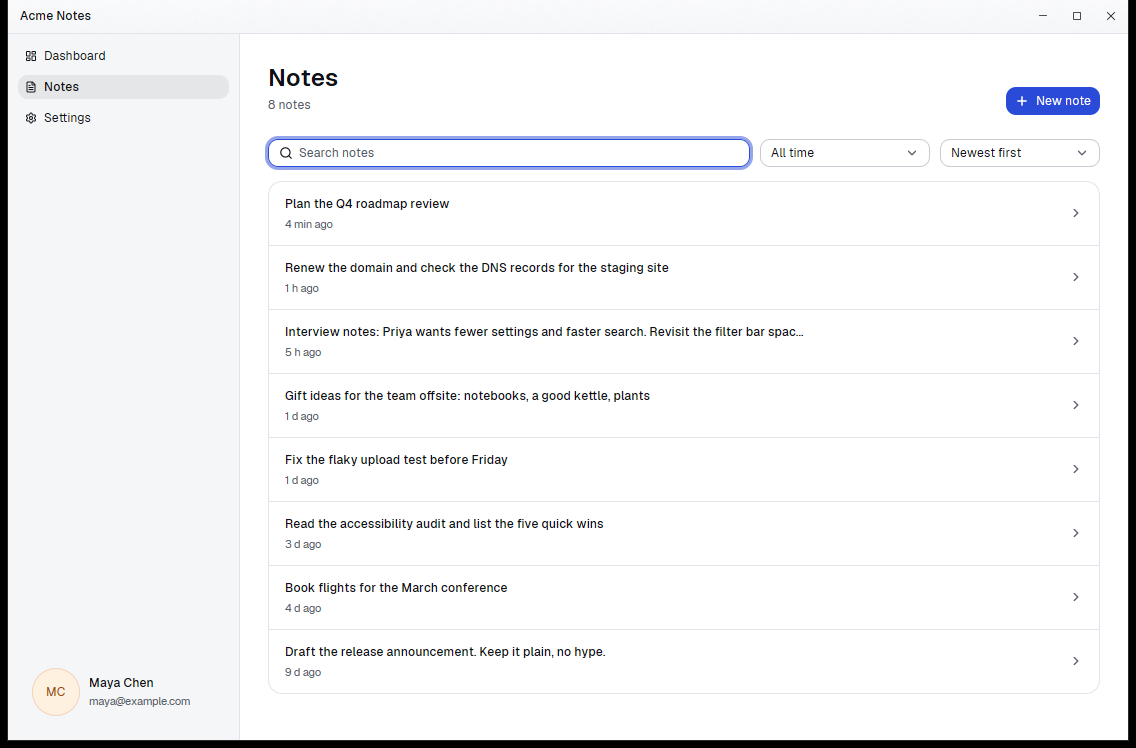 Acme Notes
Dashboard
Notes
Settings
Notes
8 notes
New note
Search notes
All time
Newest first
Plan the Q4 roadmap review
4 min ago
Renew the domain and check the DNS records for the staging site
1 h ago
Interview notes: Priya wants fewer settings and faster search. Revisit the filter bar spac...
5 h ago
Gift ideas for the team offsite: notebooks, a good kettle, plants
1 d ago
Fix the flaky upload test before Friday
1 d ago
Read the accessibility audit and list the five quick wins
3 d ago
Book flights for the March conference
4 d ago
Draft the release announcement. Keep it plain, no hype.
9 d ago
MC
Maya Chen
maya@example.com